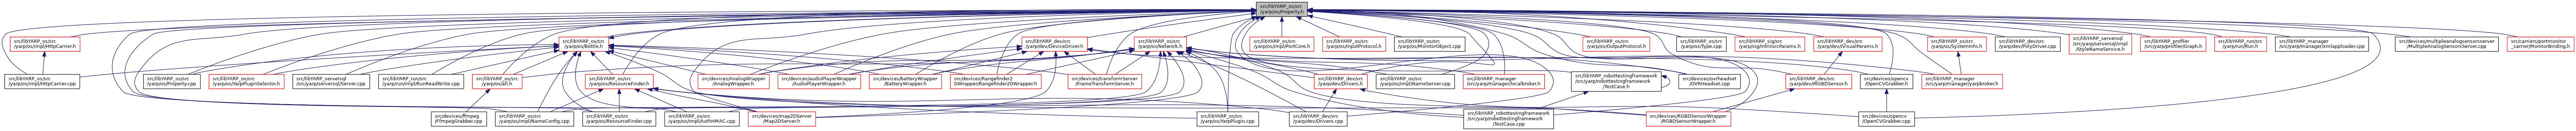 src/libYARP_os/src
/yarp/os/Property.h
src/libYARP_os/src
/yarp/os/impl/HttpCarrier.h
src/libYARP_os/src
/yarp/os/Bottle.h
src/libYARP_dev/src
/yarp/dev/DeviceDriver.h
src/libYARP_os/src
/yarp/os/Network.h
src/libYARP_os/src
/yarp/os/impl/PortCore.h
src/libYARP_os/src
/yarp/os/InputProtocol.h
src/libYARP_os/src
/yarp/os/MonitorObject.cpp
src/libYARP_os/src
/yarp/os/OutputProtocol.h
src/libYARP_os/src
/yarp/os/Type.cpp
src/libYARP_sig/src
/yarp/sig/IntrinsicParams.h
src/libYARP_dev/src
/yarp/dev/IVisualParams.h
src/libYARP_os/src
/yarp/os/SystemInfo.h
src/libYARP_dev/src
/yarp/dev/PolyDriver.cpp
src/libYARP_serversql
/src/yarp/serversql/impl
/StyleNameService.h
src/libYARP_profiler
/src/yarp/profiler/Graph.h
src/libYARP_run/src
/yarp/run/Run.h
src/libYARP_manager
/src/yarp/manager/xmlapploader.cpp
src/devices/multipleanalogsensorsserver
/MultipleAnalogSensorsServer.cpp
src/carriers/portmonitor
_carrier/MonitorBinding.h
src/libYARP_os/src
/yarp/os/impl/HttpCarrier.cpp
src/libYARP_os/src
/yarp/os/Property.cpp
src/libYARP_os/src
/yarp/os/YarpPluginSelector.h
src/libYARP_serversql
/src/yarp/serversql/Server.cpp
src/libYARP_run/src
/yarp/run/impl/RunReadWrite.cpp
src/libYARP_os/src
/yarp/os/all.h
src/libYARP_os/src
/yarp/os/ResourceFinder.h
src/devices/AnalogWrapper
/AnalogWrapper.h
src/devices/audioPlayerWrapper
/AudioPlayerWrapper.h
src/devices/batteryWrapper
/BatteryWrapper.h
src/devices/Rangefinder2
DWrapper/Rangefinder2DWrapper.h
src/devices/transformServer
/FrameTransformServer.h
src/libYARP_dev/src
/yarp/dev/Drivers.h
src/libYARP_os/src
/yarp/os/impl/NameServer.cpp
src/libYARP_manager
/src/yarp/manager/localbroker.h
src/libYARP_robottestingframework
/src/yarp/robottestingframework
/TestCase.h
src/devices/ovrheadset
/OVRHeadset.cpp
src/libYARP_dev/src
/yarp/dev/IRGBDSensor.h
src/devices/opencv
/OpenCVGrabber.h
src/libYARP_manager
/src/yarp/manager/yarpbroker.h
src/devices/ffmpeg
/FfmpegGrabber.cpp
src/libYARP_os/src
/yarp/os/impl/NameConfig.cpp
src/libYARP_os/src
/yarp/os/ResourceFinder.cpp
src/libYARP_os/src
/yarp/os/impl/AuthHMAC.cpp
src/devices/map2DServer
/Map2DServer.h
src/libYARP_os/src
/yarp/os/YarpPlugin.cpp
src/libYARP_dev/src
/yarp/dev/Drivers.cpp
src/libYARP_robottestingframework
/src/yarp/robottestingframework
/TestCase.cpp
src/devices/RGBDSensorWrapper
/RGBDSensorWrapper.h
src/devices/opencv
/OpenCVGrabber.cpp